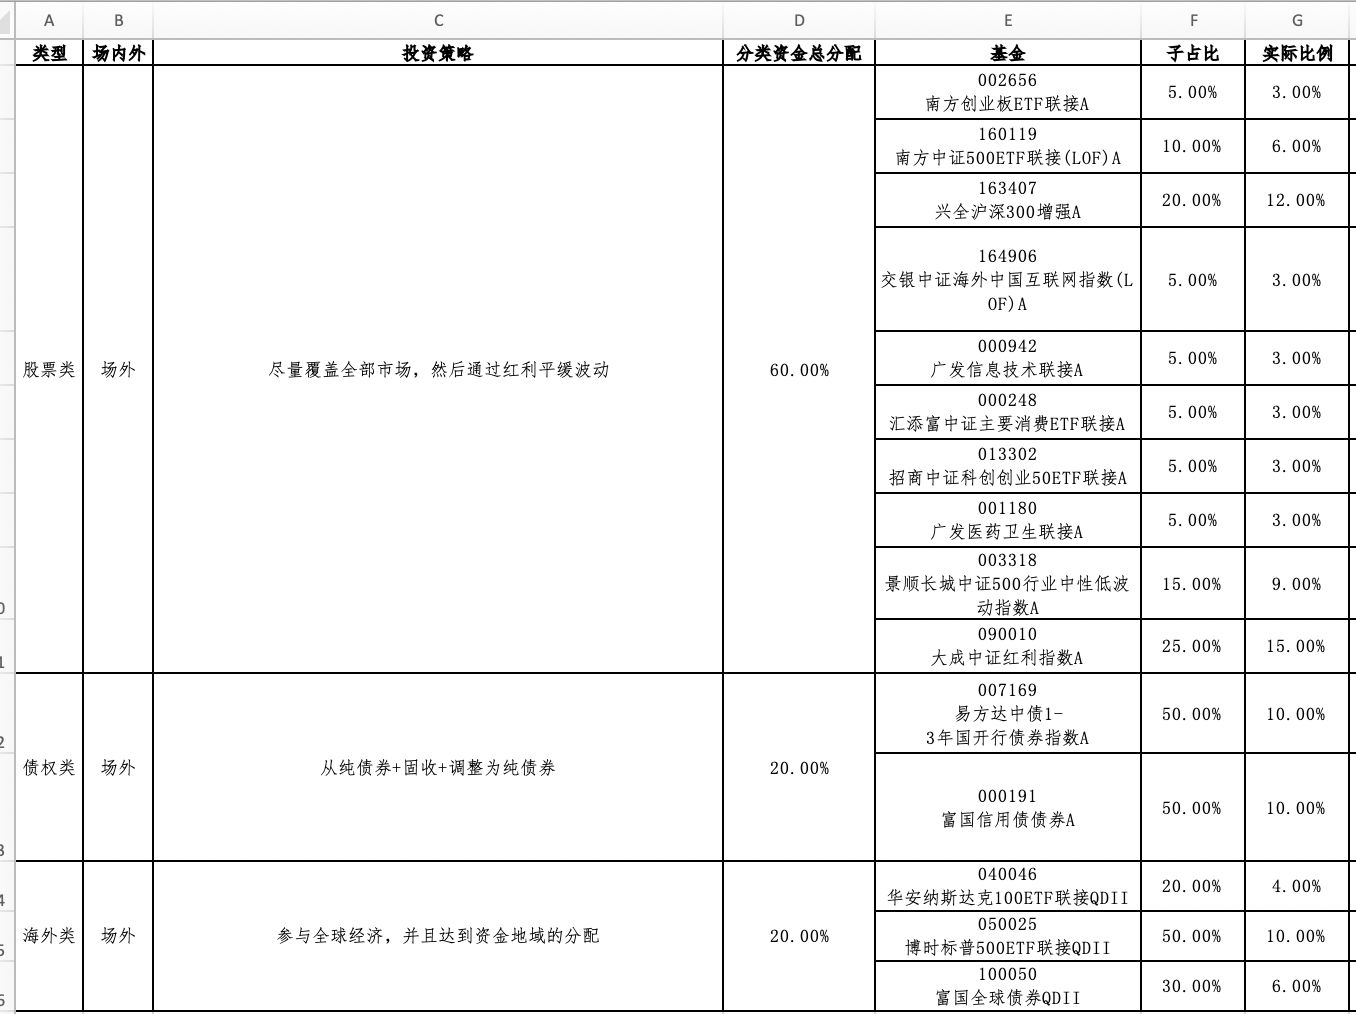 A B C D E F G
类型 场内外 投资策略 分类资金总分配 基金 子占比 实际比例
002656
南方创业板ETF联接A
5.00% 3.00%
160119
南方中证500ETF联接(LOF)A
10.00% 6.00%
163407
兴全沪深300增强A
20.00% 12.00%
164906
交银中证海外中国互联网指数(L
OF)A
5.00% 3.00%
股票类 场外 尽量覆盖全部市场，然后通过红利平缓波动 60.00%
000942
广发信息技术联接A
5.00% 3.00%
000248
汇添富中证主要消费ETF联接A
5.00% 3.00%
013302
招商中证科创创业50ETF联接A
5.00% 3.00%
001180
广发医药卫生联接A
5.00% 3.00%
003318
景顺长城中证500行业中性低波
动指数A
15.00% 9.00%
090010
大成中证红利指数A
25.00% 15.00%
债权类 场外 从纯债券+固收+调整为纯债券 20.00%
007169
易方达中债1-
3年国开行债券指数A
50.00% 10.00%
000191
富国信用债债券A
50.00% 10.00%
海外类 场外 参与全球经济，并且达到资金地域的分配 20.00%
040046
华安纳斯达克100ETF联接QDII
20.00% 4.00%
050025
博时标普500ETF联接QDII
50.00% 10.00%
100050
富国全球债券QDII
30.00% 6.00%